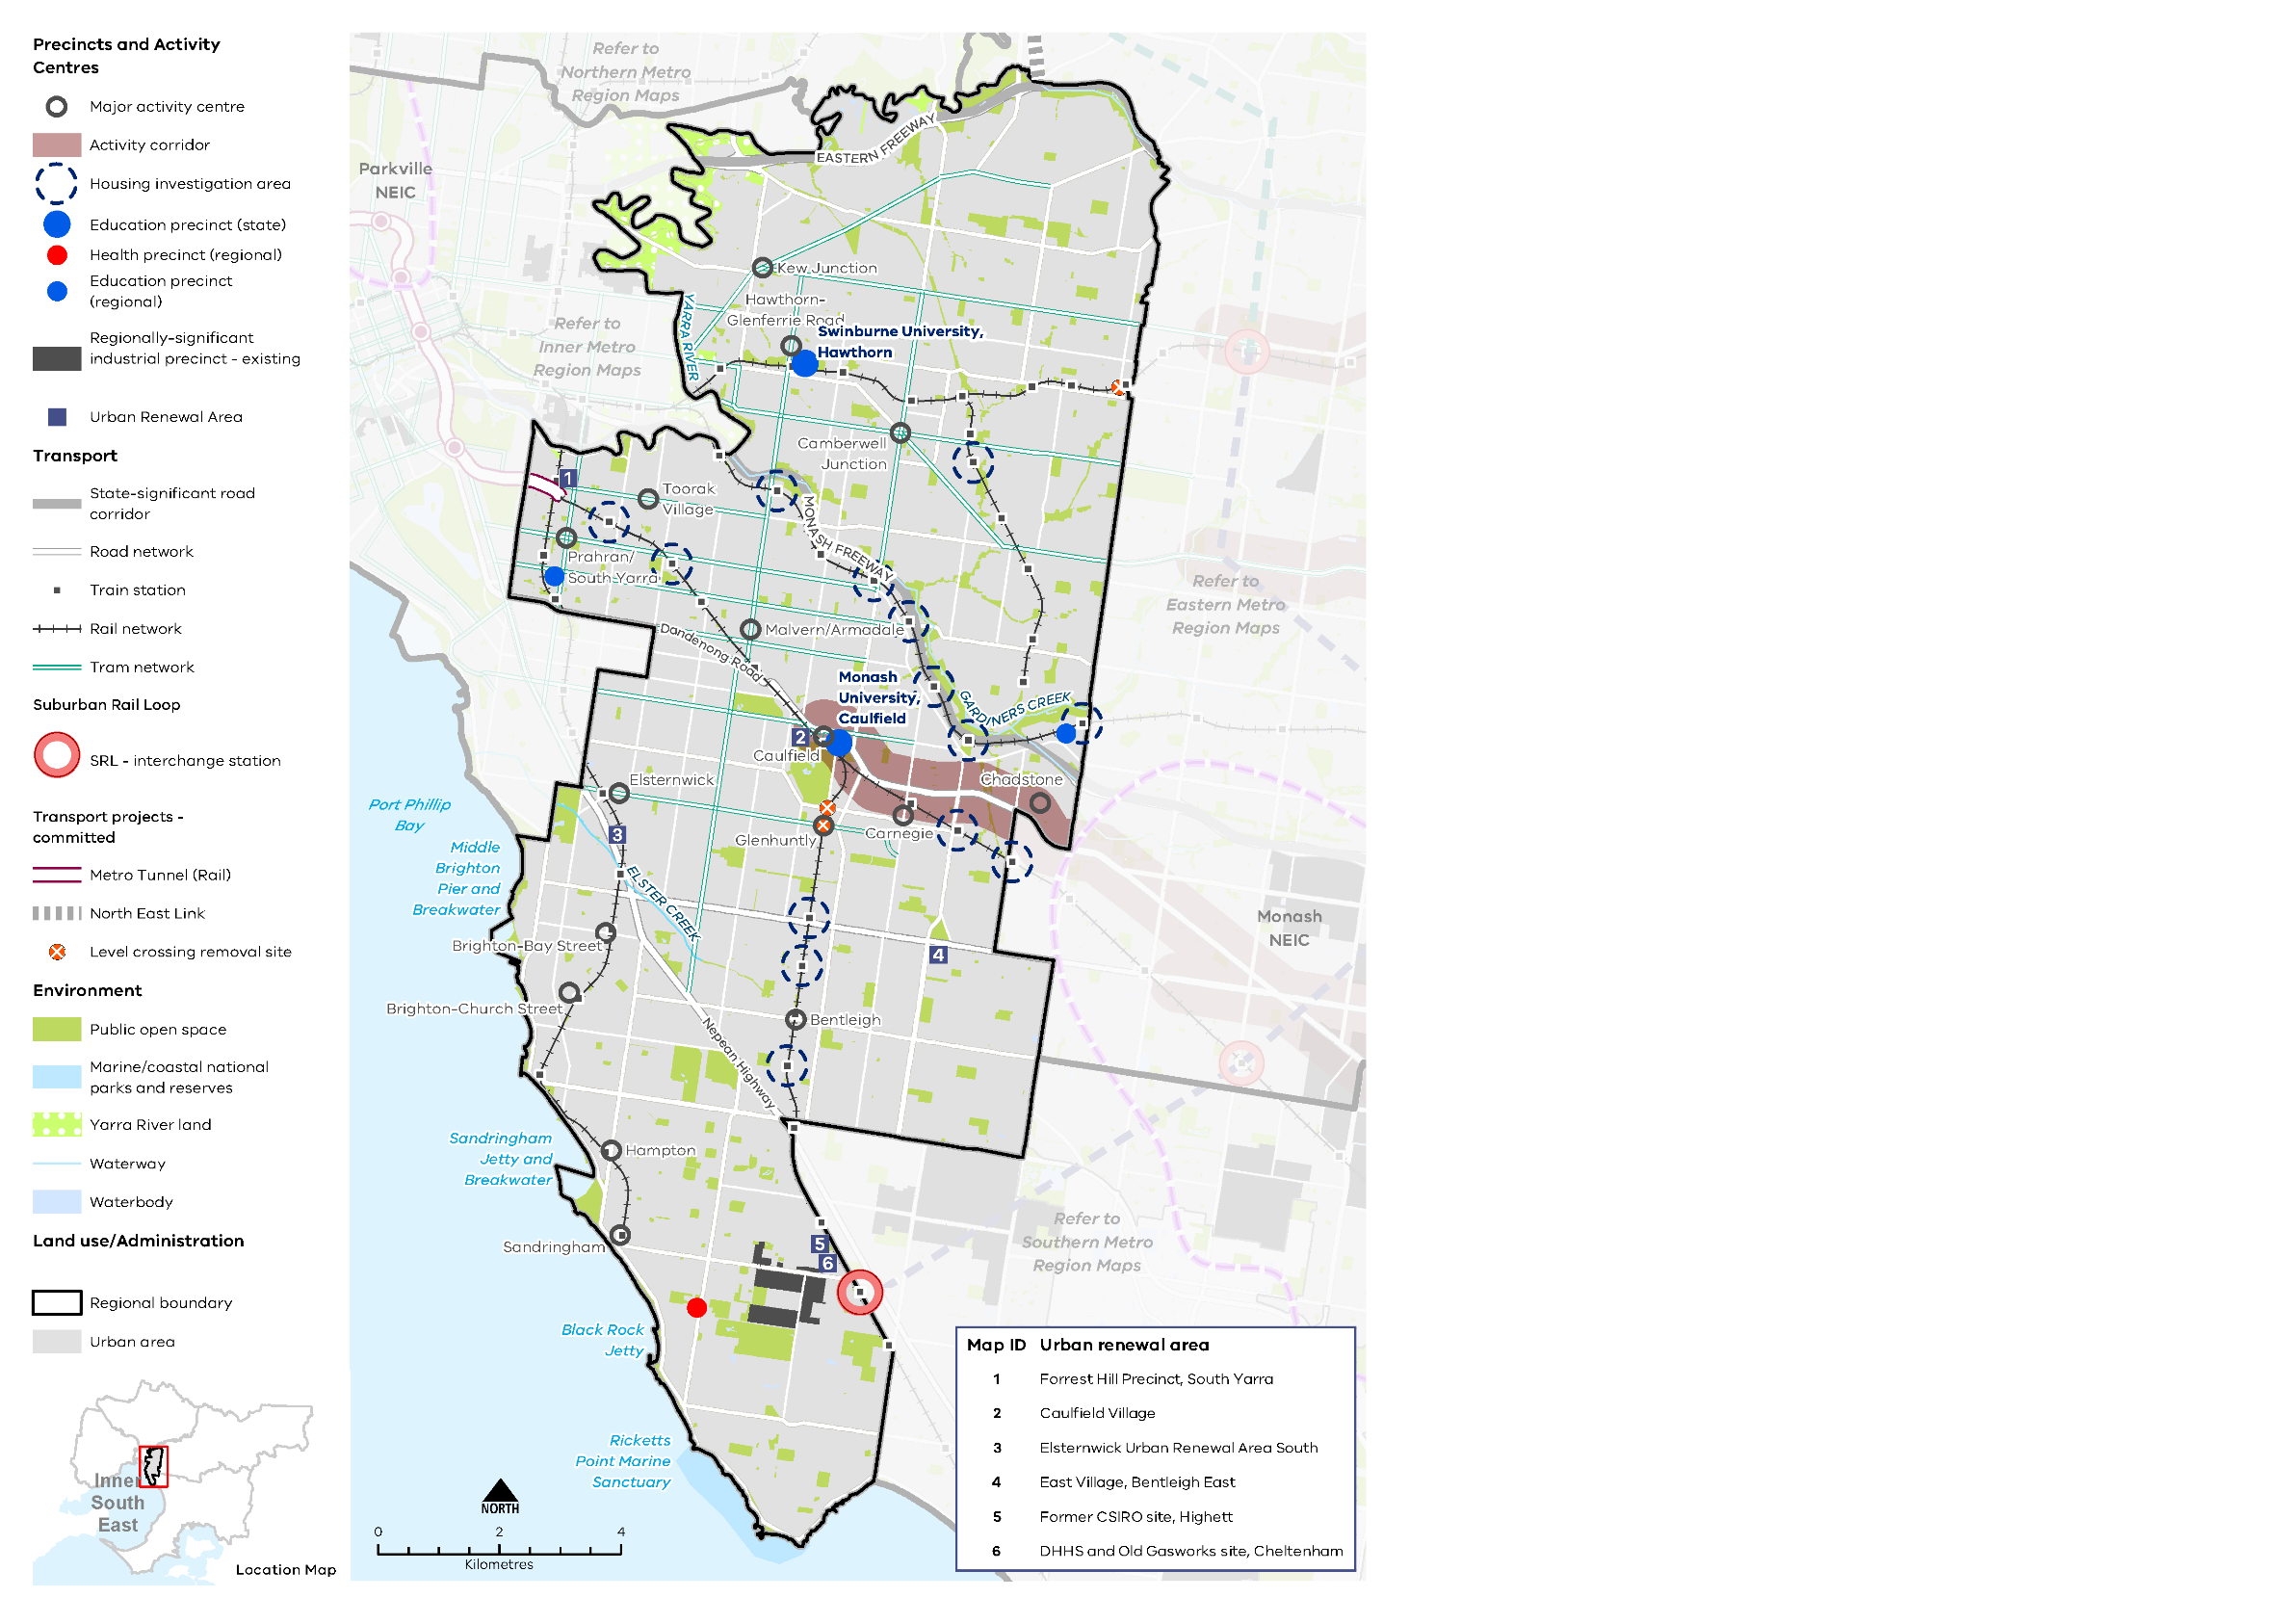 Precincts and Activity
Centres
Major activity centre
Activity corridor
Housing investigation area
Education precinct (state)
Health precinct (regional)
Education precinct
(regional)
Regionally-significant
industrial precinct - existing
Urban Renewal Area
Transport
State-significant road
corridor
Road network
Train station
Rail network
Tram network
Suburban Rail Loop
SRL - interchange station
Transport projects -
committed
Metro Tunnel (Rail)
North East Link
Level crossing removal site
Environment
Public open space
Marine/coastal national
parks and reserves
Yarra River land
Waterway
Waterbody
Land use/Administration
Regional boundary
Urban area
Inner
South
East
Location Map
Refer to
Northern Metro
Region Maps
Parkville
NEIC
EASTERN FREEWAY
Kew Junction
Hawthorn-
Glenferrie Road
YARRA RIVER
Swinburne University,
Hawthorn
Refer to
Inner Metro
Region Maps
Camberwell
Junction
1
Toorak
Village
MONASH FREEWAY
Prahran/
South Yarra
Refer to
Eastern Metro
Region Maps
Malvern/Armadale
Dandenong Road
Monash
University,
Caulfield
GARDINERS CREEK
2
Caulfield
Elsternwick
Chadstone
Port Phillip
Bay
3
Glenhuntly
Carnegie
Middle
Brighton
Pier and
Breakwater
ELSTER CREEK
Monash
NEIC
Brighton-Bay Street
4
Brighton-Church Street
Bentleigh
Nepean Highway
Sandringham
Jetty and
Breakwater
Hampton
Refer to
Southern Metro
Region Maps
Sandringham
5
6
Black Rock
Jetty
Ricketts
Point Marine
Sanctuary
NORTH
0 2 4
Kilometres
Map ID Urban renewal area
1 Forrest Hill Precinct, South Yarra
2 Caulfield Village
3 Elsternwick Urban Renewal Area South
4 East Village, Bentleigh East
5 Former CSIRO site, Highett
6 DHHS and Old Gasworks site, Cheltenham